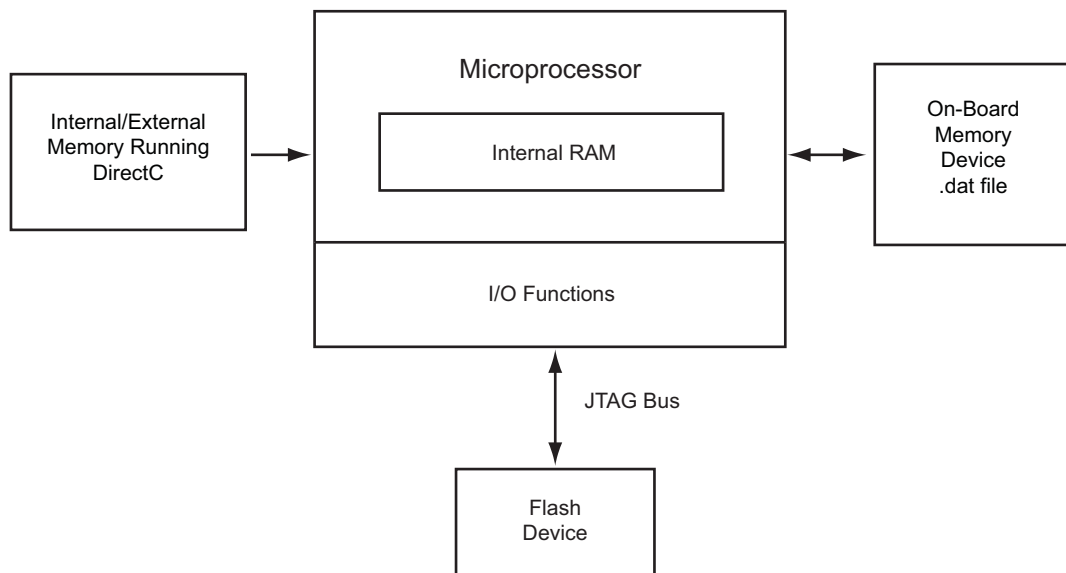 Microprocessor
Internal/External
Memory Running
DirectC
Internal RAM
On-Board
Memory
Device
.dat file
I/O Functions
JTAG Bus
Flash
Device